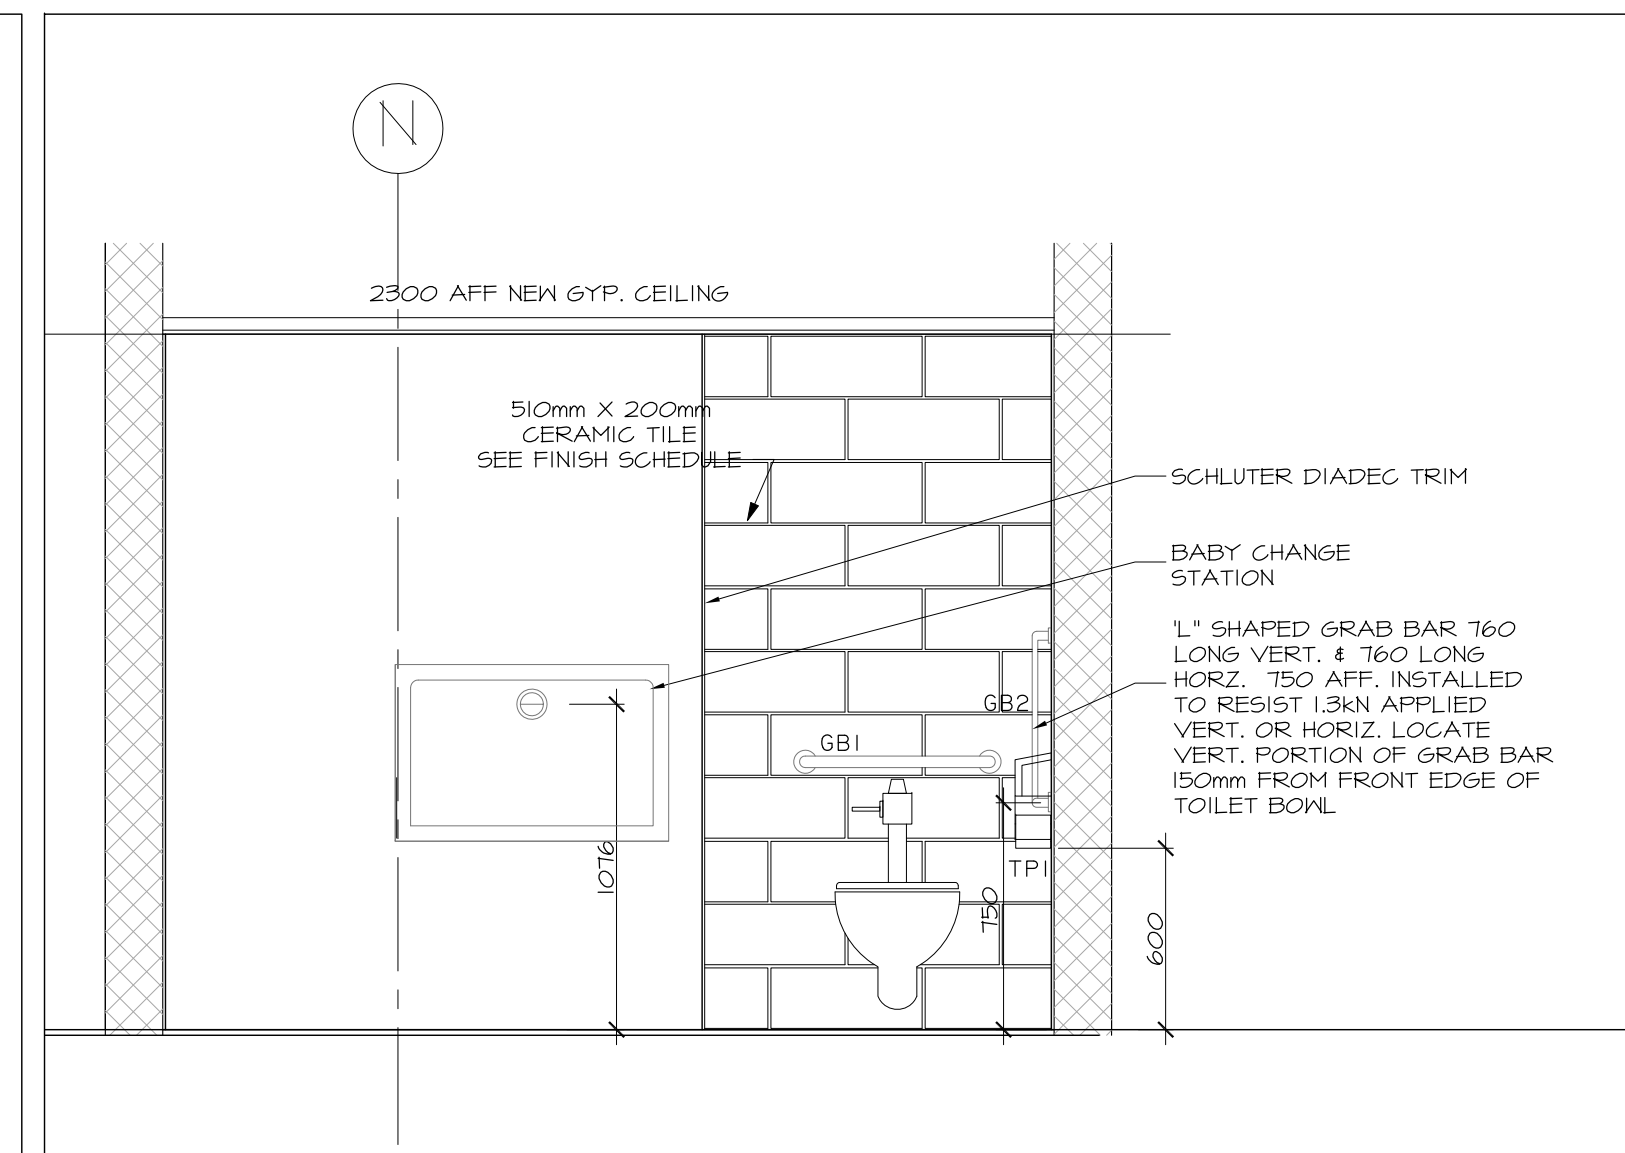 N
2300 AFF NEW GYP. CEILING
510mm X 200mm
CERAMIC TILE
SEE FINISH SCHEDULE
SCHLUTER DIADEC TRIM
BABY CHANGE
STATION
'L" SHAPED GRAB BAR 760
LONG VERT. & 760 LONG
HORZ. 750 AFF. INSTALLED
TO RESIST 1.3kN APPLIED
VERT. OR HORIZ. LOCATE
VERT. PORTION OF GRAB BAR
150mm FROM FRONT EDGE OF
TOILET BOWL
GB2
GB1
TP1
1076
750
600